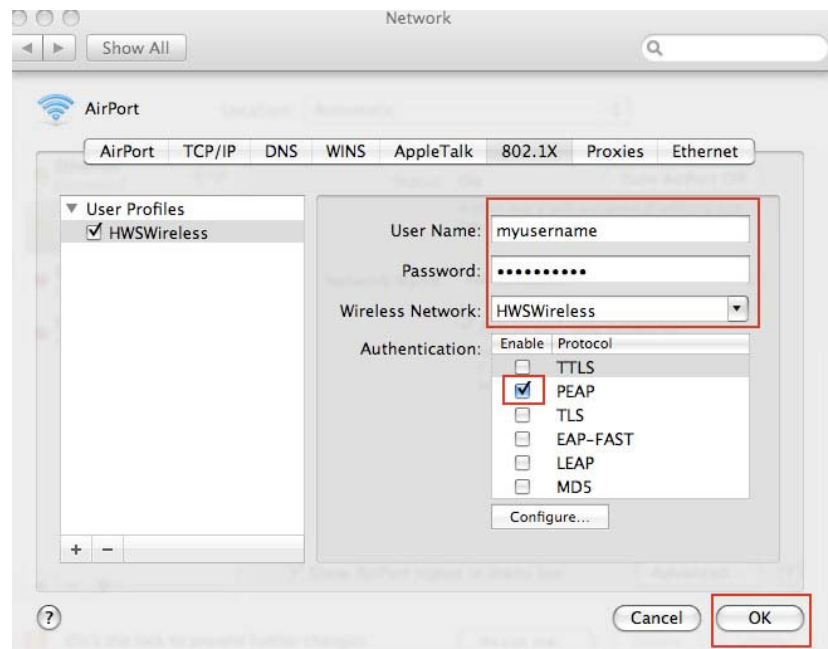 Network
Show All
AirPort
AirPort TCP/IP DNS WINS AppleTalk 802.1X Proxies Ethernet
User Profiles
HWSWireless
User Name: myusername
Password: ••••••••••
Wireless Network: HWSWireless
Authentication: Enable Protocol
TTLS
PEAP
TLS
EAP-FAST
LEAP
MD5
Configure...
+ −
? Cancel OK